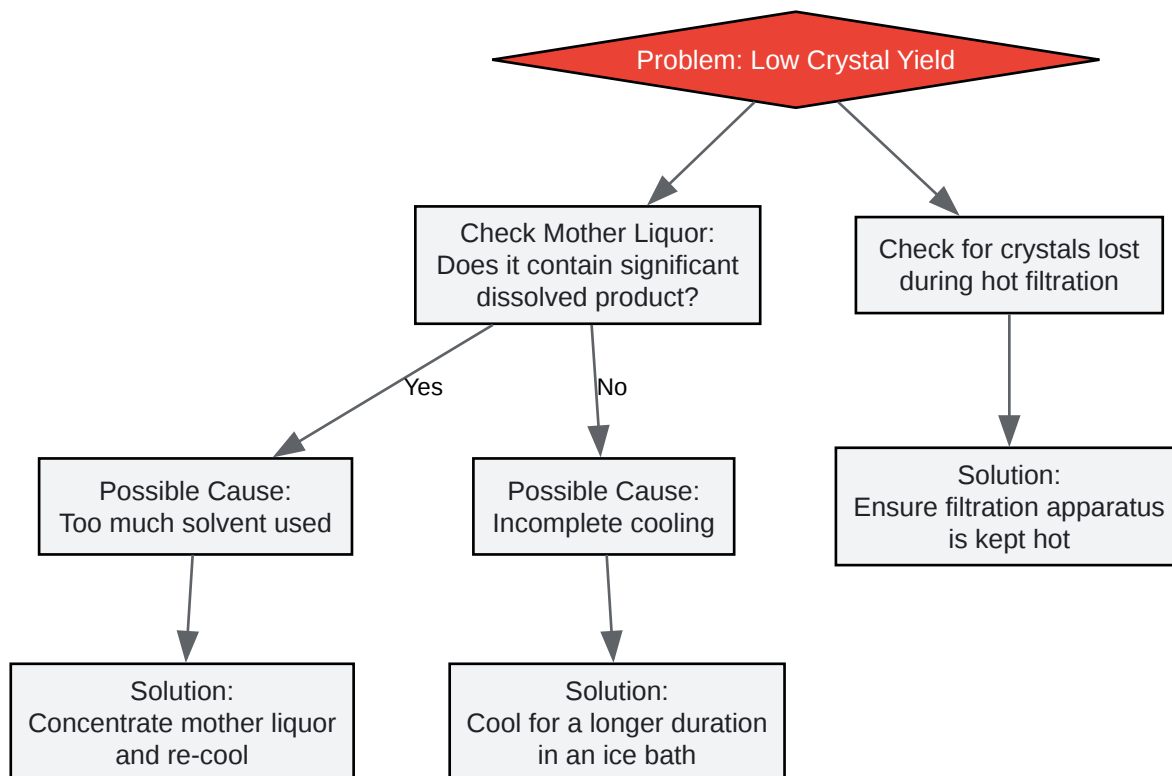 Problem: Low Crystal Yield
Check Mother Liquor:
Does it contain significant
dissolved product?
Check for crystals lost
during hot filtration
Yes
No
Possible Cause:
Too much solvent used
Possible Cause:
Incomplete cooling
Solution:
Ensure filtration apparatus
is kept hot
Solution:
Concentrate mother liquor
and re-cool
Solution:
Cool for a longer duration
in an ice bath